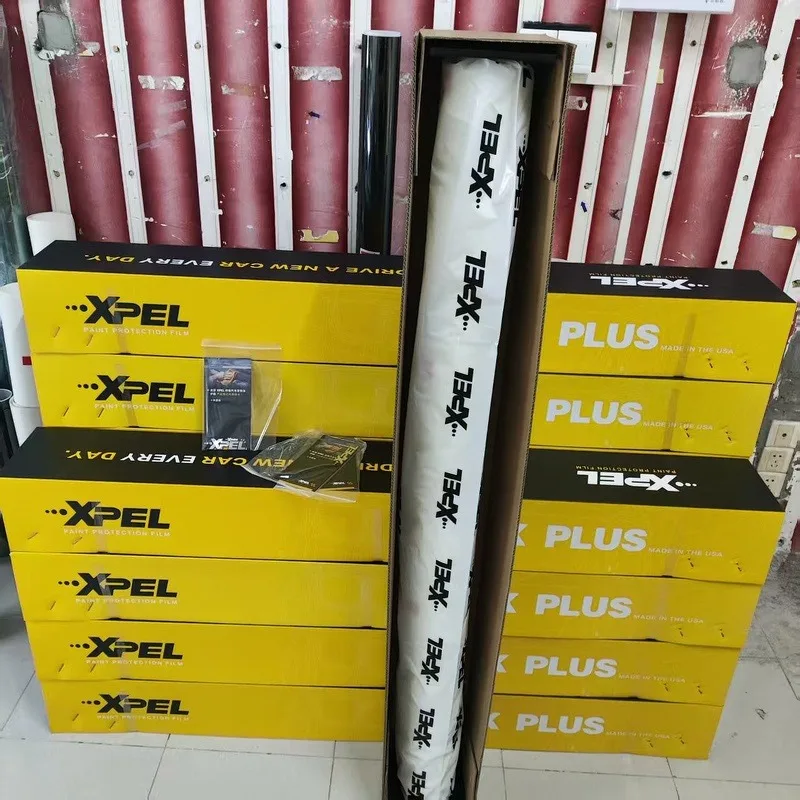 DRIVE A NEW CAR EVERY DAY.
XPEL
PAINT PROTECTION FILM
XPEL
PAINT PROTECTION FILM
NEW CAR EVERY DAY.
XPEL
PAINT PROTECTION FILM
XPEL
PAINT PROTECTION FILM
XPEL
PAINT PROTECTION FILM
XPEL
PAINT PROTECTION FILM
XPEL
XPEL
XPEL
XPEL
XPEL
XPEL
XPEL
XPEL
XPEL
XPEL
XPEL
PAINT PROTECTION FILM
PLUS MADE IN THE USA
PLUS MADE IN THE USA
XPEL
PAINT PROTECTION FILM
X PLUS MADE IN THE USA
X PLUS MADE IN THE USA
X PLUS MADE IN THE USA
X PLUS MADE IN THE USA